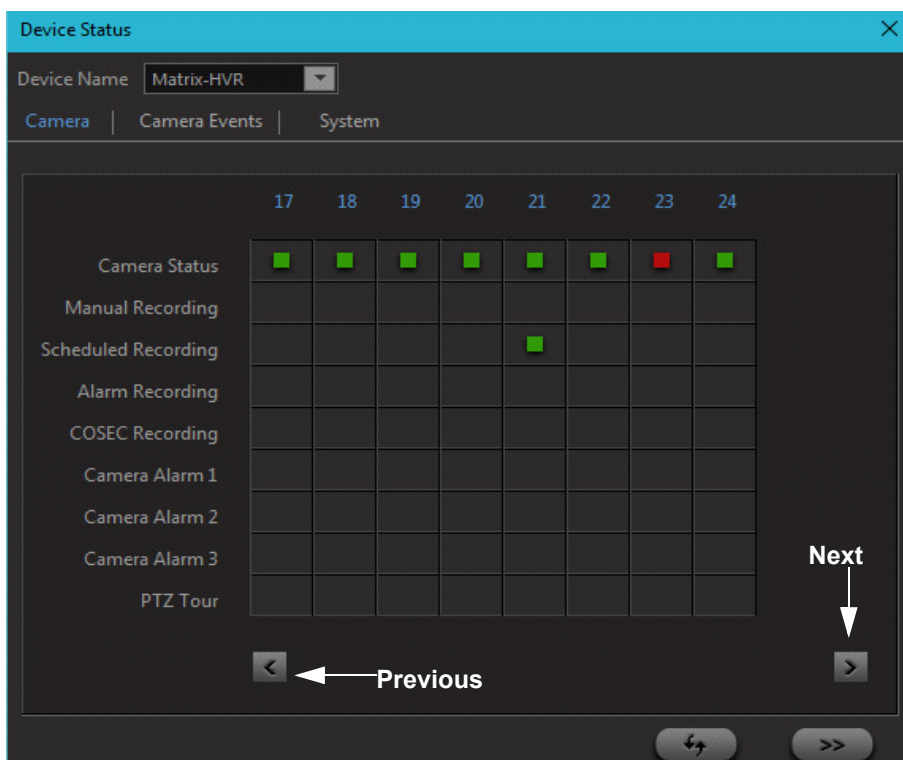 Device Status
Device Name Matrix-HVR
Camera | Camera Events | System
17 18 19 20 21 22 23 24
Camera Status
Manual Recording
Scheduled Recording
Alarm Recording
COSEC Recording
Camera Alarm 1
Camera Alarm 2
Camera Alarm 3
PTZ Tour
Next
< Previous >
>>